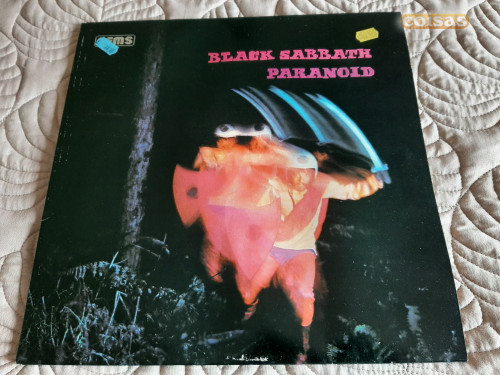 coisas
BLACK SABBATH
PARANOID